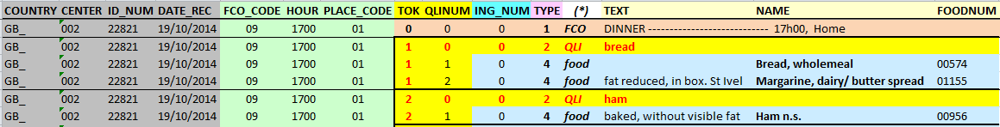 COUNTRY CENTER ID_NUM DATE_REC FCO_CODE HOUR PLACE_CODE TOK QLINUM ING_NUM TYPE (*) TEXT NAME FOODNUM
GB_ 002 22821 19/10/2014 09 1700 01 0 0 0 1 FCO DINNER ---------------------------- 17h00, Home
GB_ 002 22821 19/10/2014 09 1700 01 1 0 0 2 QLI bread
GB_ 002 22821 19/10/2014 09 1700 01 1 1 0 4 food Bread, wholemeal 00574
GB_ 002 22821 19/10/2014 09 1700 01 1 2 0 4 food fat reduced, in box. St Ivel Margarine, dairy/ butter spread 01155
GB_ 002 22821 19/10/2014 09 1700 01 2 0 0 2 QLI ham
GB_ 002 22821 19/10/2014 09 1700 01 2 1 0 4 food baked, without visible fat Ham n.s. 00956